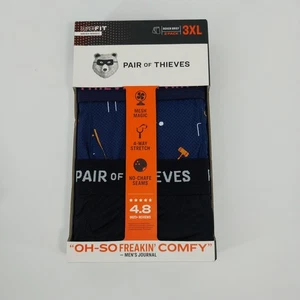 SUPERFIT
3XL
PAIR OF THIEVES
MESH
MAGIC
4-WAY
STRETCH
NO-CHAFE
SEAMS
PAIR OF THIEVES
4.8
"OH-SO FREAKIN' COMFY"
— MEN'S JOURNAL